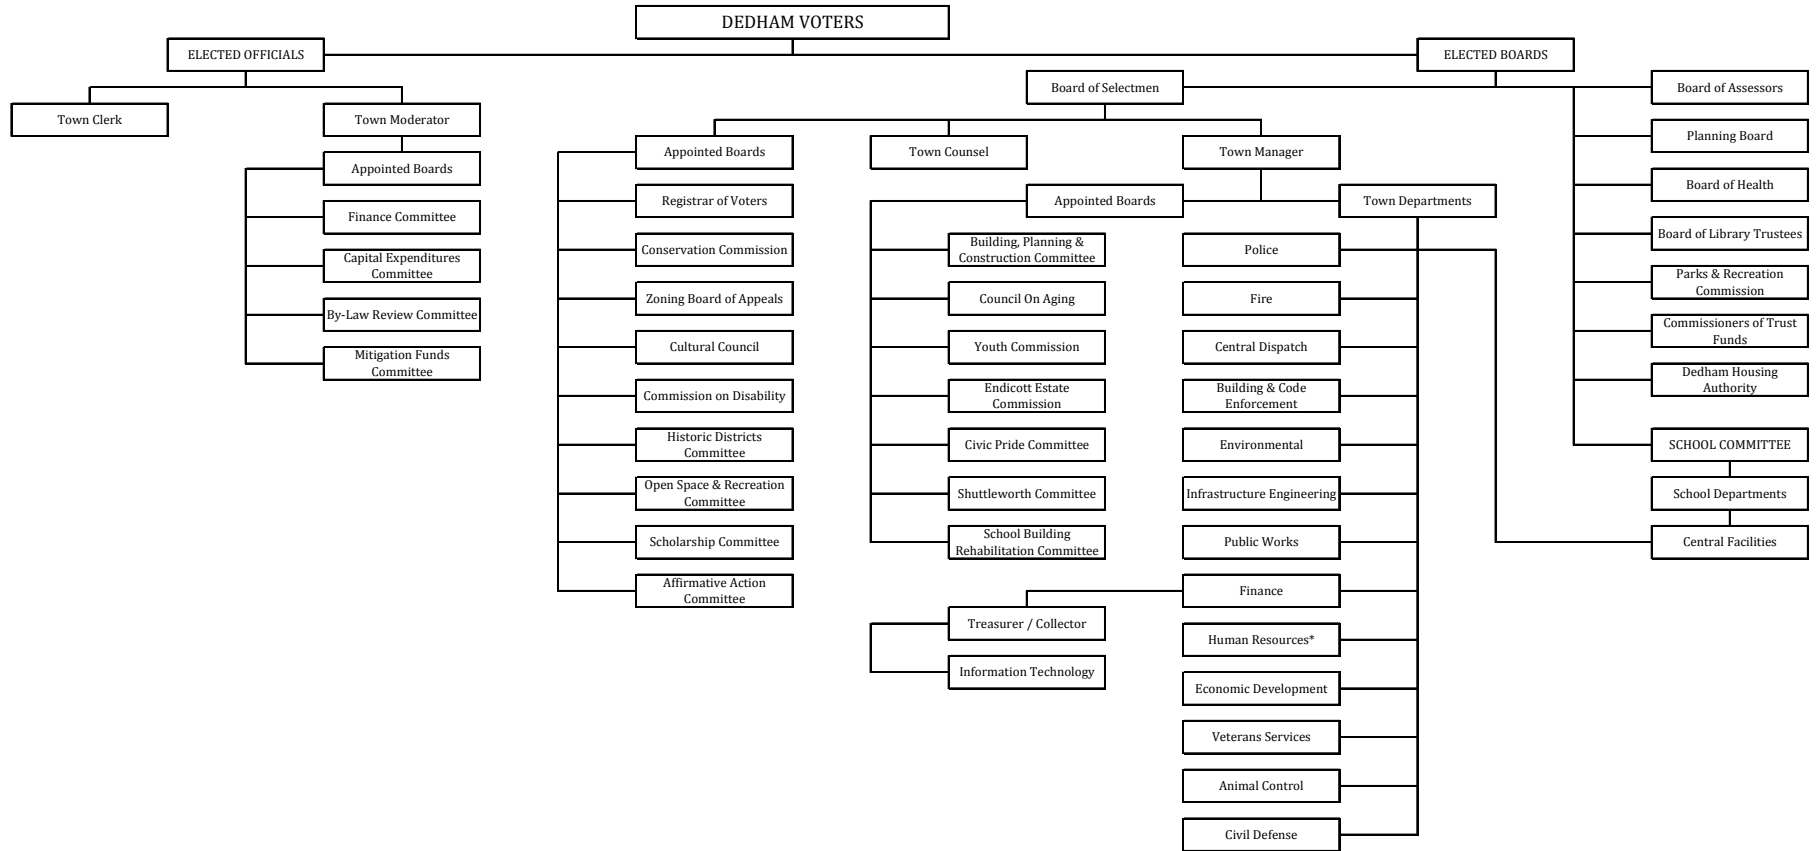 DEDHAM VOTERS
ELECTED OFFICIALS
ELECTED BOARDS
Town Clerk
Town Moderator
Appointed Boards
Finance Committee
Capital Expenditures
Committee
By-Law Review Committee
Mitigation Funds
Committee
Board of Selmen
Appointed Boards
Registrar of Voters
Conservation Commission
Zoning Board of Appeals
Cultural Council
Commission on Disability
Historic Districts
Committee
Open Space & Recreation
Committee
Scholarship Committee
Affirmative Action
Committee
Town Counsel
Town Manager
Appointed Boards
Building, Planning &
Construction Committee
Council On Aging
Youth Commission
Endicott Estate
Commission
Civic Pride Committee
Shuttleworth Committee
School Building
Rehabilitation Committee
Town Departments
Police
Fire
Central Dispatch
Building & Code
Enforcement
Environmental
Infrastructure Engineering
Public Works
Finance
Treasurer / Collector
Information Technology
Human Resources*
Economic Development
Veterans Services
Animal Control
Civil Defense
Board of Assessors
Planning Board
Board of Health
Board of Library Trustees
Parks & Recreation
Commission
Commissioners of Trust
Funds
Dedham Housing
Authority
SCHOOL COMMITTEE
School Departments
Central Facilities